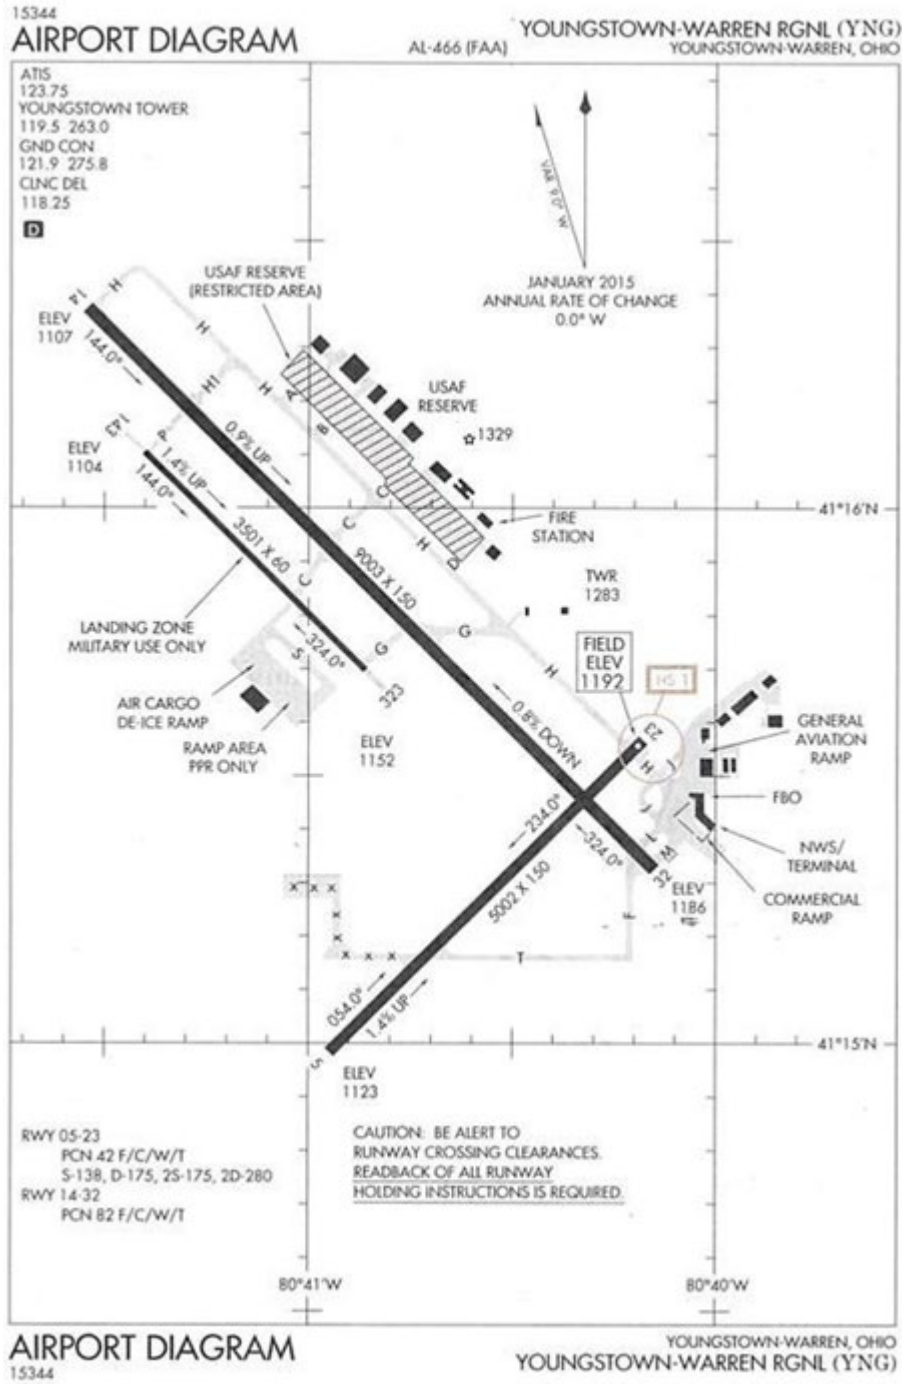 15344
AIRPORT DIAGRAM
AL-466 (FAA)
YOUNGSTOWN-WARREN RGNL (YNG)
YOUNGSTOWN-WARREN, OHIO
ATIS
123.75
YOUNGSTOWN TOWER
119.5 263.0
GND CON
121.9 275.8
CLNC DEL
118.25
D
VAR 9.0° W
JANUARY 2015
ANNUAL RATE OF CHANGE
0.0° W
USAF RESERVE
(RESTRICTED AREA)
H
14
ELEV
1107
144.0°
H
H1
H
A
B
USAF
RESERVE
1329
143
P
ELEV
1104
0.9% UP
1.4% UP
144.0°
C
C
41°16'N
FIRE
STATION
3501 X 60
9003 X 150
H
D
C
TWR
1283
LANDING ZONE
MILITARY USE ONLY
S
324.0°
G
G
H
FIELD
ELEV
1192
HS 1
323
AIR CARGO
DE-ICE RAMP
RAMP AREA
PPR ONLY
ELEV
1152
0.8% DOWN
23
H
J
GENERAL
AVIATION
RAMP
FBO
234.0°
324.0°
J
M
NWS/
TERMINAL
5002 X 150
32
ELEV
1186
COMMERCIAL
RAMP
X X X
X
X
X X X
F
T
054.0°
1.4% UP
5
ELEV
1123
41°15'N
RWY 05-23
PCN 42 F/C/W/T
S-138, D-175, 2S-175, 2D-280
RWY 14-32
PCN 82 F/C/W/T
CAUTION: BE ALERT TO
RUNWAY CROSSING CLEARANCES.
READBACK OF ALL RUNWAY
HOLDING INSTRUCTIONS IS REQUIRED.
80°41'W
80°40'W
AIRPORT DIAGRAM
15344
YOUNGSTOWN-WARREN, OHIO
YOUNGSTOWN-WARREN RGNL (YNG)